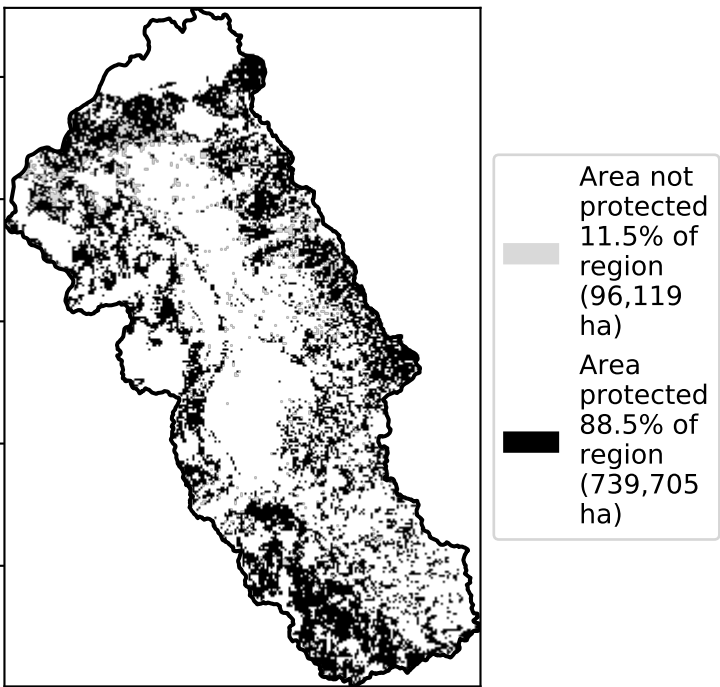 Area not
protected
11.5% of
region
(96,119
ha)
Area
protected
88.5% of
region
(739,705
ha)